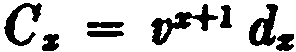 C_x = v^{x+1} d_x